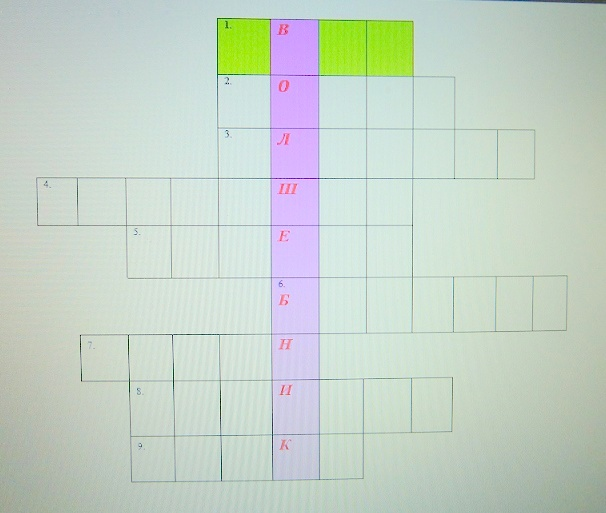 1. В
2. О
3. Л
4. Ш
5. Е
6. Б
7. Н
8. И
9. К